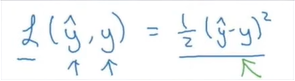 ℒ(ŷ, y) = ½(ŷ-y)²